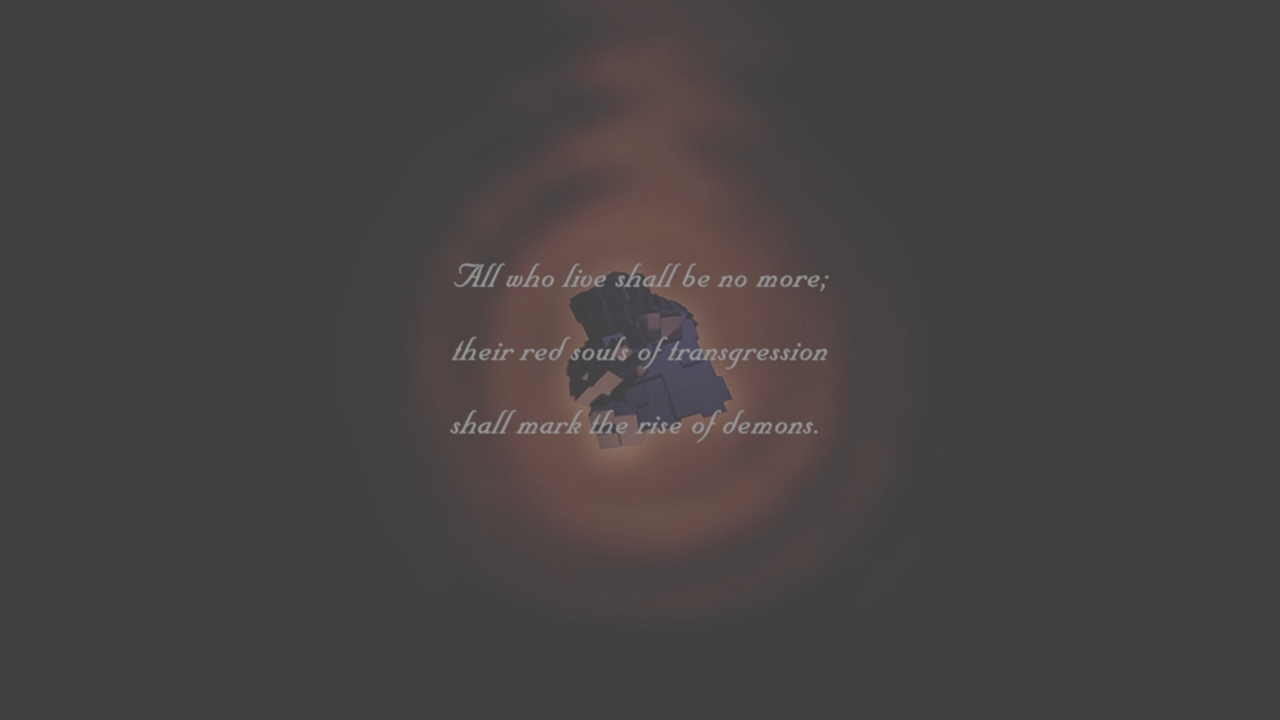 All who live shall be no more;
their red souls of transgression
shall mark the rise of demons.